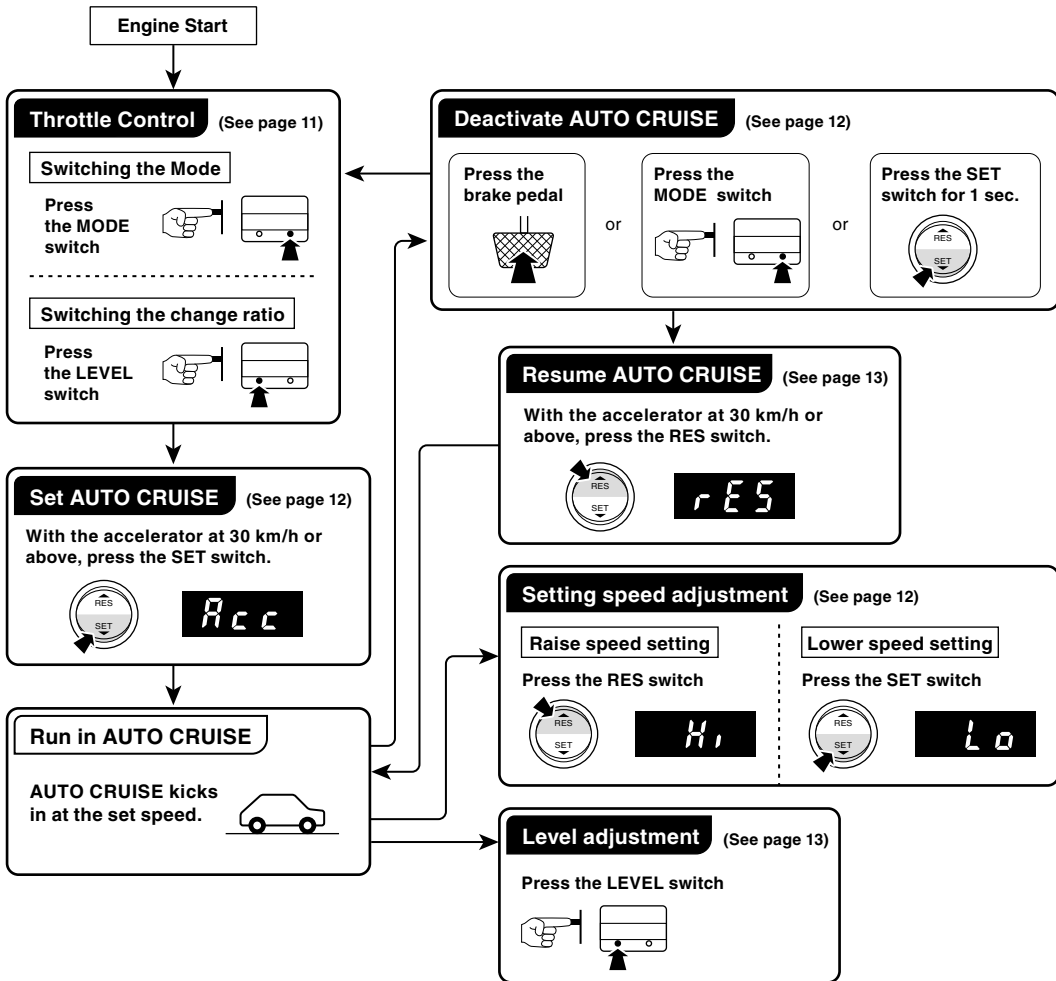 Engine Start
Throttle Control (See page 11)
Switching the Mode
Press
the MODE
switch
Switching the change ratio
Press
the LEVEL
switch
Set AUTO CRUISE (See page 12)
With the accelerator at 30 km/h or
above, press the SET switch.
RES
SET
Acc
Run in AUTO CRUISE
AUTO CRUISE kicks
in at the set speed.
Deactivate AUTO CRUISE (See page 12)
Press the
brake pedal
or
Press the
MODE switch
or
Press the SET
switch for 1 sec.
RES
SET
Resume AUTO CRUISE (See page 13)
With the accelerator at 30 km/h or
above, press the RES switch.
RES
SET
rES
Setting speed adjustment (See page 12)
Raise speed setting
Press the RES switch
RES
SET
Hi
Lower speed setting
Press the SET switch
RES
SET
Lo
Level adjustment (See page 13)
Press the LEVEL switch